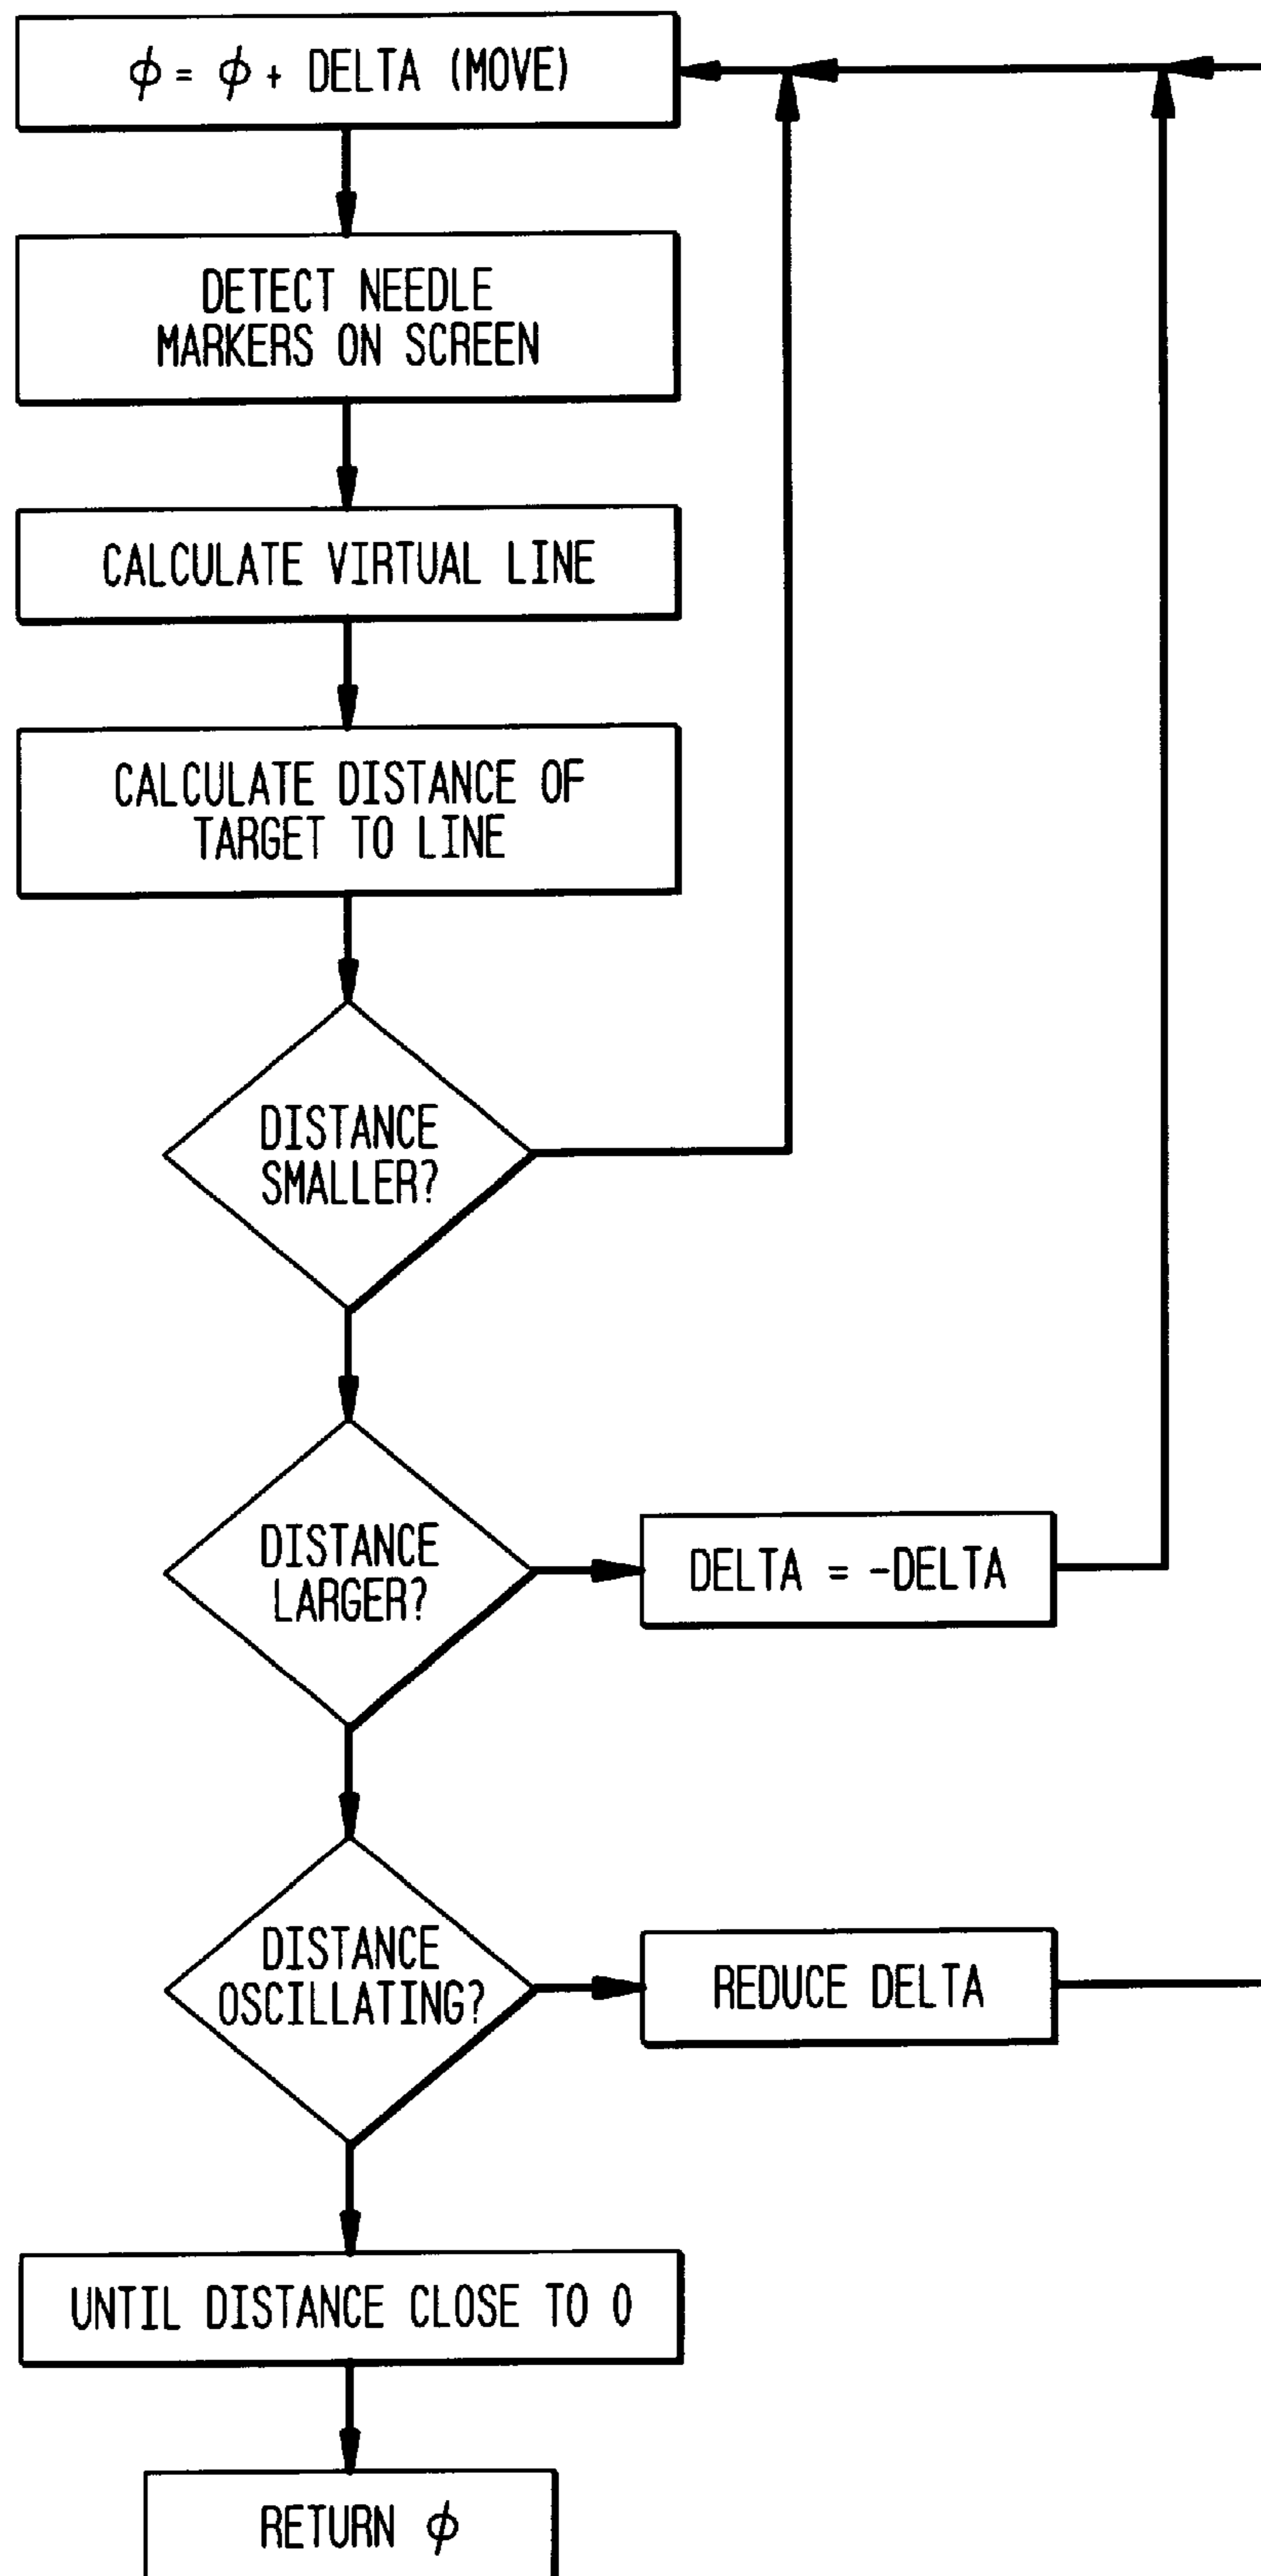 ϕ = ϕ + DELTA (MOVE)
DETECT NEEDLE
MARKERS ON SCREEN
CALCULATE VIRTUAL LINE
CALCULATE DISTANCE OF
TARGET TO LINE
DISTANCE
SMALLER?
DISTANCE
LARGER?
DELTA = -DELTA
DISTANCE
OSCILLATING?
REDUCE DELTA
UNTIL DISTANCE CLOSE TO 0
RETURN ϕ